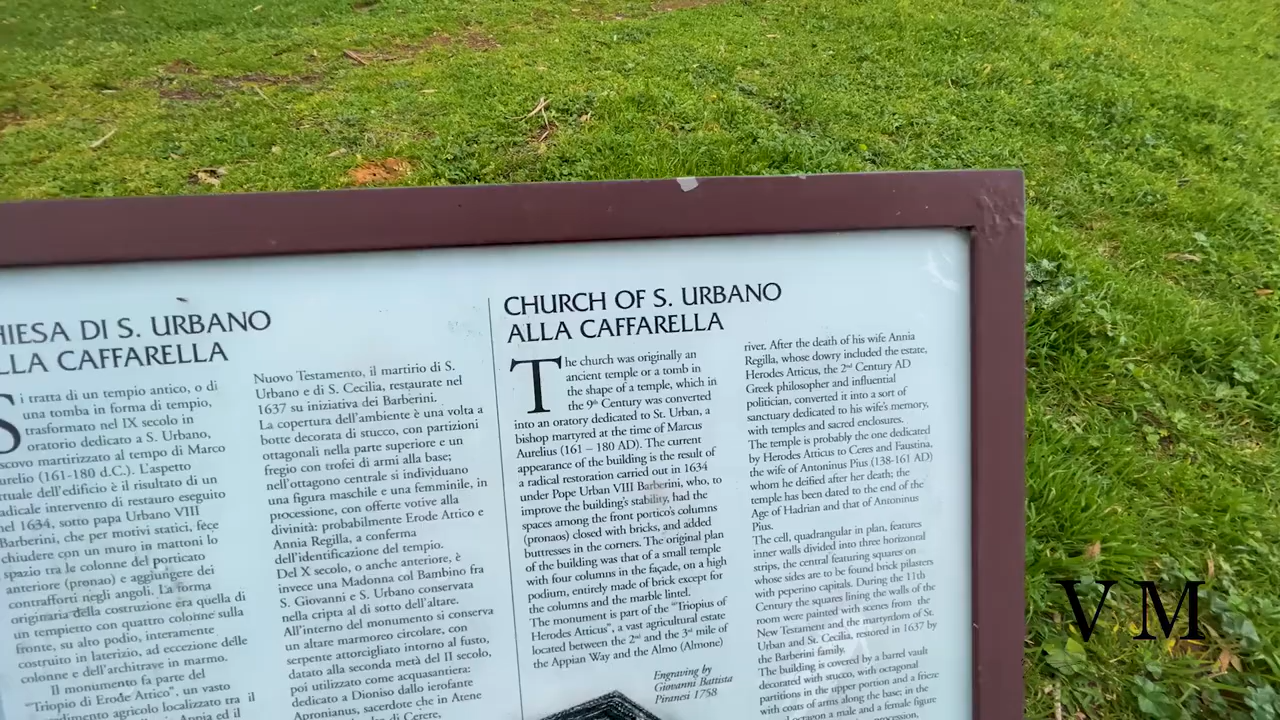 HIESA DI S. URBANO
LLA CAFFARELLA
Si tratta di un tempio antico, o di
una tomba in forma di tempio,
trasformato nel IX secolo in
oratorio dedicato a S. Urbano,
scovo martirizzato al tempo di Marco
urelio (161-180 d.C.). L'aspetto
ttuale dell'edificio è il risultato di un
adicale intervento di restauro eseguito
nel 1634, sotto papa Urbano VIII
Barberini, che per motivi statici, fece
chiudere con un muro in mattoni lo
spazio tra le colonne del porticato
anteriore (pronao) e aggiungere dei
contrafforti negli angoli. La forma
originaria della costruzione era quella di
un tempietto con quattro colonne sulla
fronte, su alto podio, interamente
costruito in laterizio, ad eccezione delle
colonne e dell'architrave in marmo.
Il monumento fa parte del
"Triopio di Erode Attico", un vasto
dimento agricolo localizzato tra il
Annia ed il
Nuovo Testamento, il martirio di S.
Urbano e di S. Cecilia, restaurate nel
1637 su iniziativa dei Barberini.
La copertura dell'ambiente è una volta a
botte decorata di stucco, con partizioni
ottagonali nella parte superiore e un
fregio con trofei di armi alla base;
nell'ottagono centrale si individuano
una figura maschile e una femminile, in
processione, con offerte votive alla
divinità: probabilmente Erode Attico e
Annia Regilla, a conferma
dell'identificazione del tempio.
Del X secolo, o anche anteriore, è
invece una Madonna col Bambino fra
S. Giovanni e S. Urbano conservata
nella cripta al di sotto dell'altare.
All'interno del monumento si conserva
un altare marmoreo circolare, con
serpente attorcigliato intorno al fusto,
datato alla seconda metà del II secolo,
poi utilizzato come acquasantiera:
dedicato a Dioniso dallo ierofante
Apronianus, sacerdote che in Atene
di Cerere,
CHURCH OF S. URBANO
ALLA CAFFARELLA
The church was originally an
ancient temple or a tomb in
the shape of a temple, which in
the 9th Century was converted
into an oratory dedicated to St. Urban, a
bishop martyred at the time of Marcus
Aurelius (161 – 180 AD). The current
appearance of the building is the result of
a radical restoration carried out in 1634
under Pope Urban VIII Barberini, who, to
improve the building's stability, had the
spaces among the front portico's columns
(pronaos) closed with bricks, and added
buttresses in the corners. The original plan
of the building was that of a small temple
with four columns in the façade, on a high
podium, entirely made of brick except for
the columns and the marble lintel.
The monument is part of the "Triopius of
Herodes Atticus", a vast agricultural estate
located between the 2nd and the 3rd mile of
the Appian Way and the Almo (Almone)
Engraving by
Giovanni Battista
Piranesi 1758
river. After the death of his wife Annia
Regilla, whose dowry included the estate,
Herodes Atticus, the 2nd Century AD
Greek philosopher and influential
politician, converted it into a sort of
sanctuary dedicated to his wife's memory,
with temples and sacred enclosures.
The temple is probably the one dedicated
by Herodes Atticus to Ceres and Faustina,
the wife of Antoninus Pius (138-161 AD)
whom he deified after her death; the
temple has been dated to the end of the
Age of Hadrian and that of Antoninus
Pius.
The cell, quadrangular in plan, features
inner walls divided into three horizontal
strips, the central featuring squares on
whose sides are to be found brick pilasters
with peperino capitals. During the 11th
Century the squares lining the walls of the
room were painted with scenes from the
New Testament and the martyrdom of St.
Urban and St. Cecilia, restored in 1637 by
the Barberini family.
The building is covered by a barrel vault
decorated with stucco, with octagonal
partitions in the upper portion and a frieze
with coats of arms along the base; in the
octagon a male and a female figure
procession,
V M